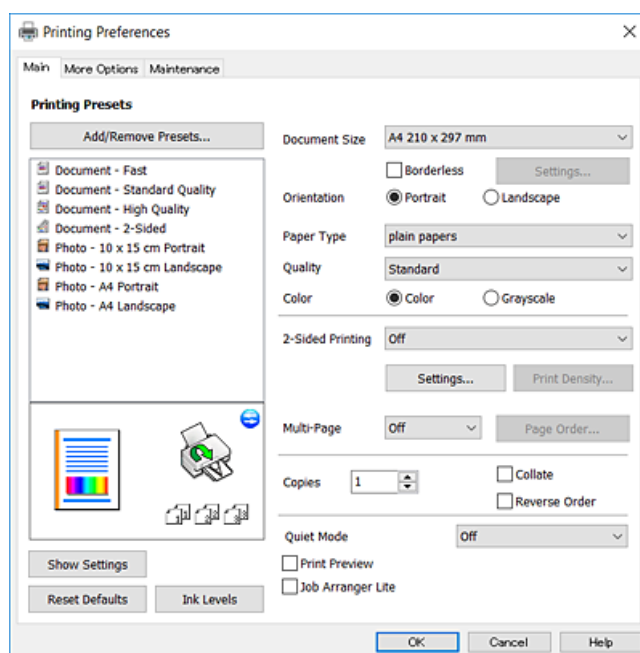 Printing Preferences
Main More Options Maintenance
Printing Presets
Add/Remove Presets...
Document - Fast
Document - Standard Quality
Document - High Quality
Document - 2-Sided
Photo - 10 x 15 cm Portrait
Photo - 10 x 15 cm Landscape
Photo - A4 Portrait
Photo - A4 Landscape
Show Settings
Reset Defaults Ink Levels
Document Size A4 210 x 297 mm
Borderless Settings...
Orientation Portrait Landscape
Paper Type plain papers
Quality Standard
Color Color Grayscale
2-Sided Printing Off
Settings... Print Density...
Multi-Page Off Page Order...
Copies 1 Collate
Reverse Order
Quiet Mode Off
Print Preview
Job Arranger Lite
OK Cancel Help